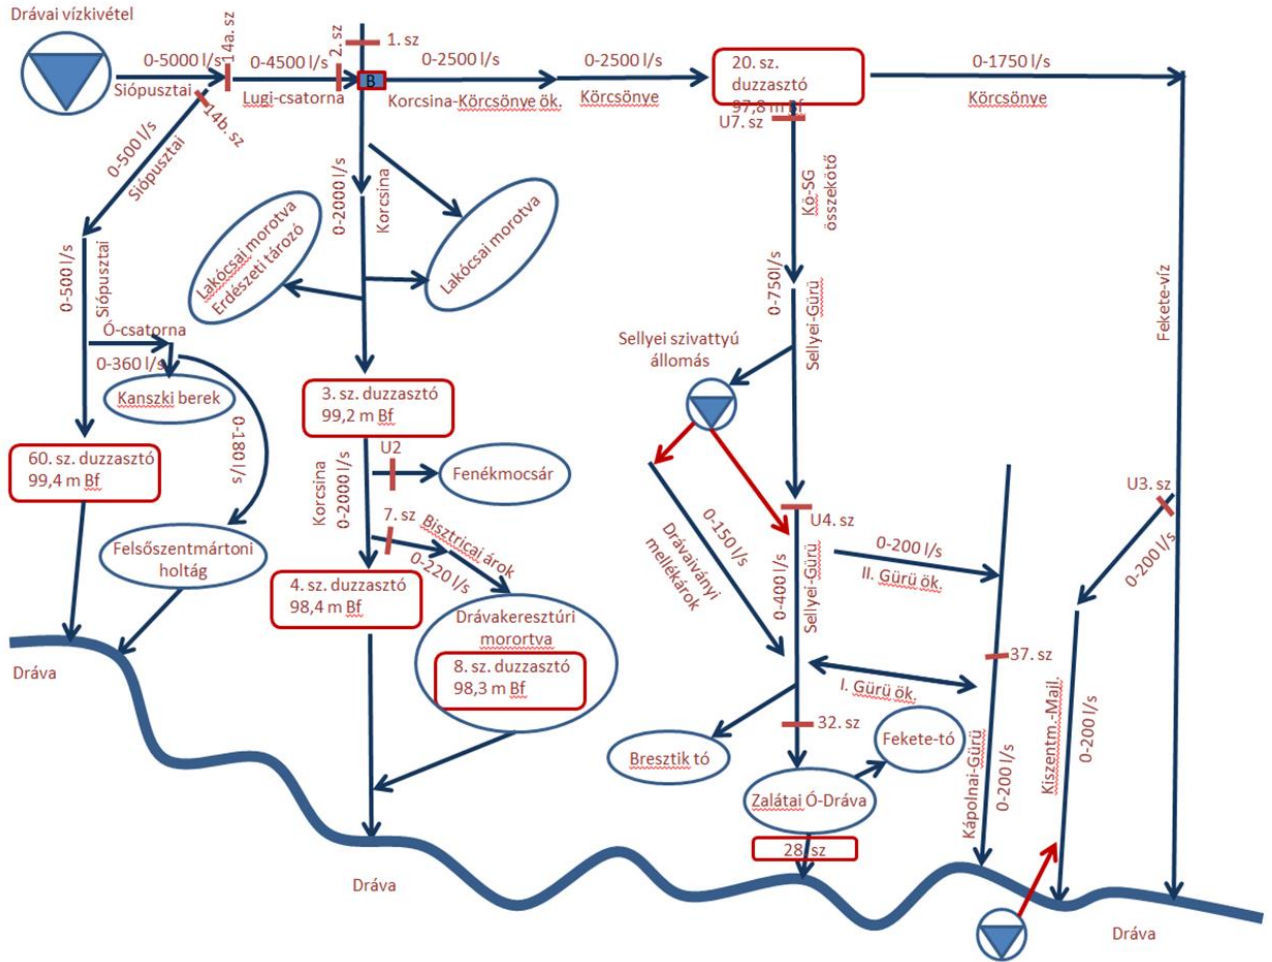 Drávai vízkivétel
0-5000 l/s
Siópusztai
14a. sz
0-4500 l/s
Lugi-csatorna
2. sz
1. sz
B
0-2500 l/s
Korcsina-Körcsönye ök.
0-2500 l/s
Körcsönye
20. sz.
duzzasztó
97,8 m Bf
0-1750 l/s
Körcsönye
U7. sz
14b. sz
0-500 l/s
Siópusztai
0-2000 l/s
Korcsina
Kö-SG
összekötő
Lakócsai morotva
Erdészeti tározó
Lakócsai morotva
0-500 l/s
Siópusztai
0-750l/s
Sellyei-Gürü
Fekete-víz
Ó-csatorna
0-360 l/s
Kanszki berek
0-180 l/s
Sellyei szivattyú
állomás
3. sz. duzzasztó
99,2 m Bf
60. sz. duzzasztó
99,4 m Bf
Korcsina
0-2000 l/s
U2
Fenékmocsár
7. sz
Bisztricai árok
0-220 l/s
U3. sz
0-200 l/s
U4. sz
0-150 l/s
Drávaiványi
mellékárok
0-400 l/s
Sellyei-Gürü
0-200 l/s
II. Gürü ök.
Felsőszentmártoni
holtág
4. sz. duzzasztó
98,4 m Bf
Drávakeresztúri
morortva
8. sz. duzzasztó
98,3 m Bf
37. sz
I. Gürü ök.
Dráva
32. sz
Bresztik tó
Fekete-tó
Kápolnai-Gürü
0-200 l/s
Kiszentm.-Majl.
0-200 l/s
Zalátai Ó-Dráva
28. sz
Dráva
Dráva